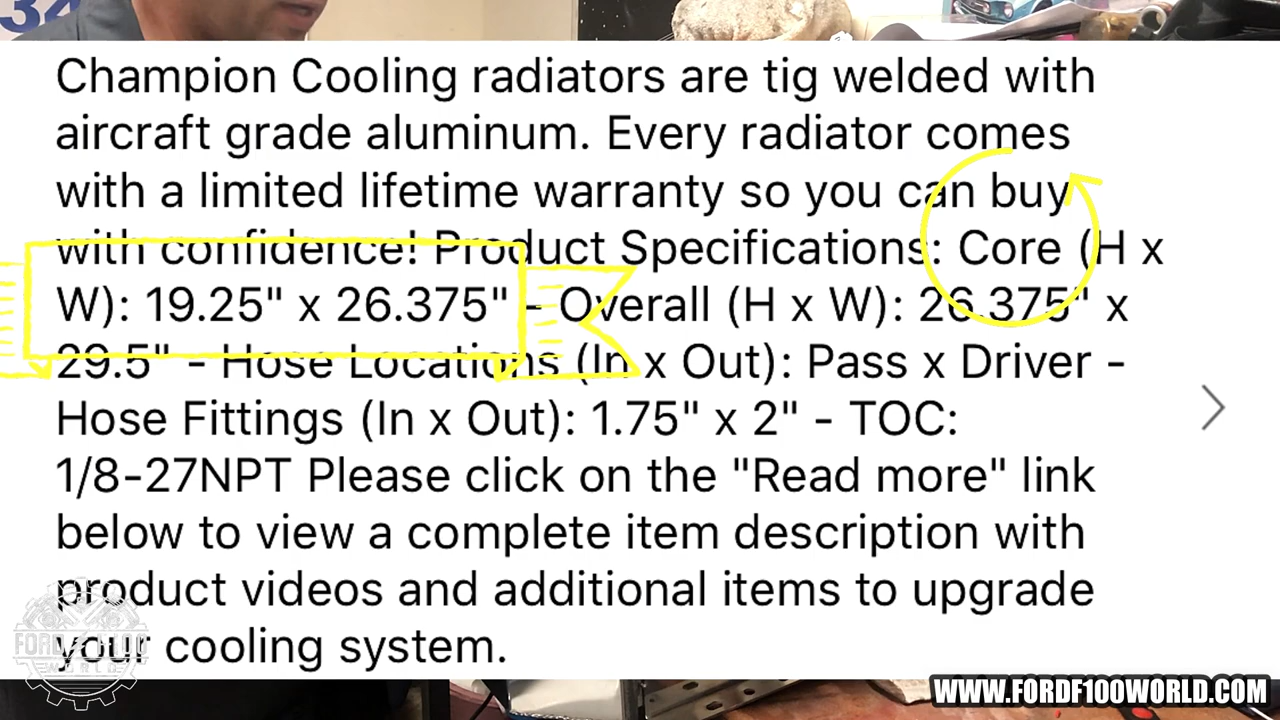 34
Champion Cooling radiators are tig welded with
aircraft grade aluminum. Every radiator comes
with a limited lifetime warranty so you can buy
with confidence! Product Specifications: Core (H x
W): 19.25" x 26.375" - Overall (H x W): 26.375" x
29.5" - Hose Locations (In x Out): Pass x Driver -
Hose Fittings (In x Out): 1.75" x 2" - TOC:
1/8-27NPT Please click on the "Read more" link
below to view a complete item description with
product videos and additional items to upgrade
your cooling system.
FORD F100
WORLD
WWW.FORDF100WORLD.COM